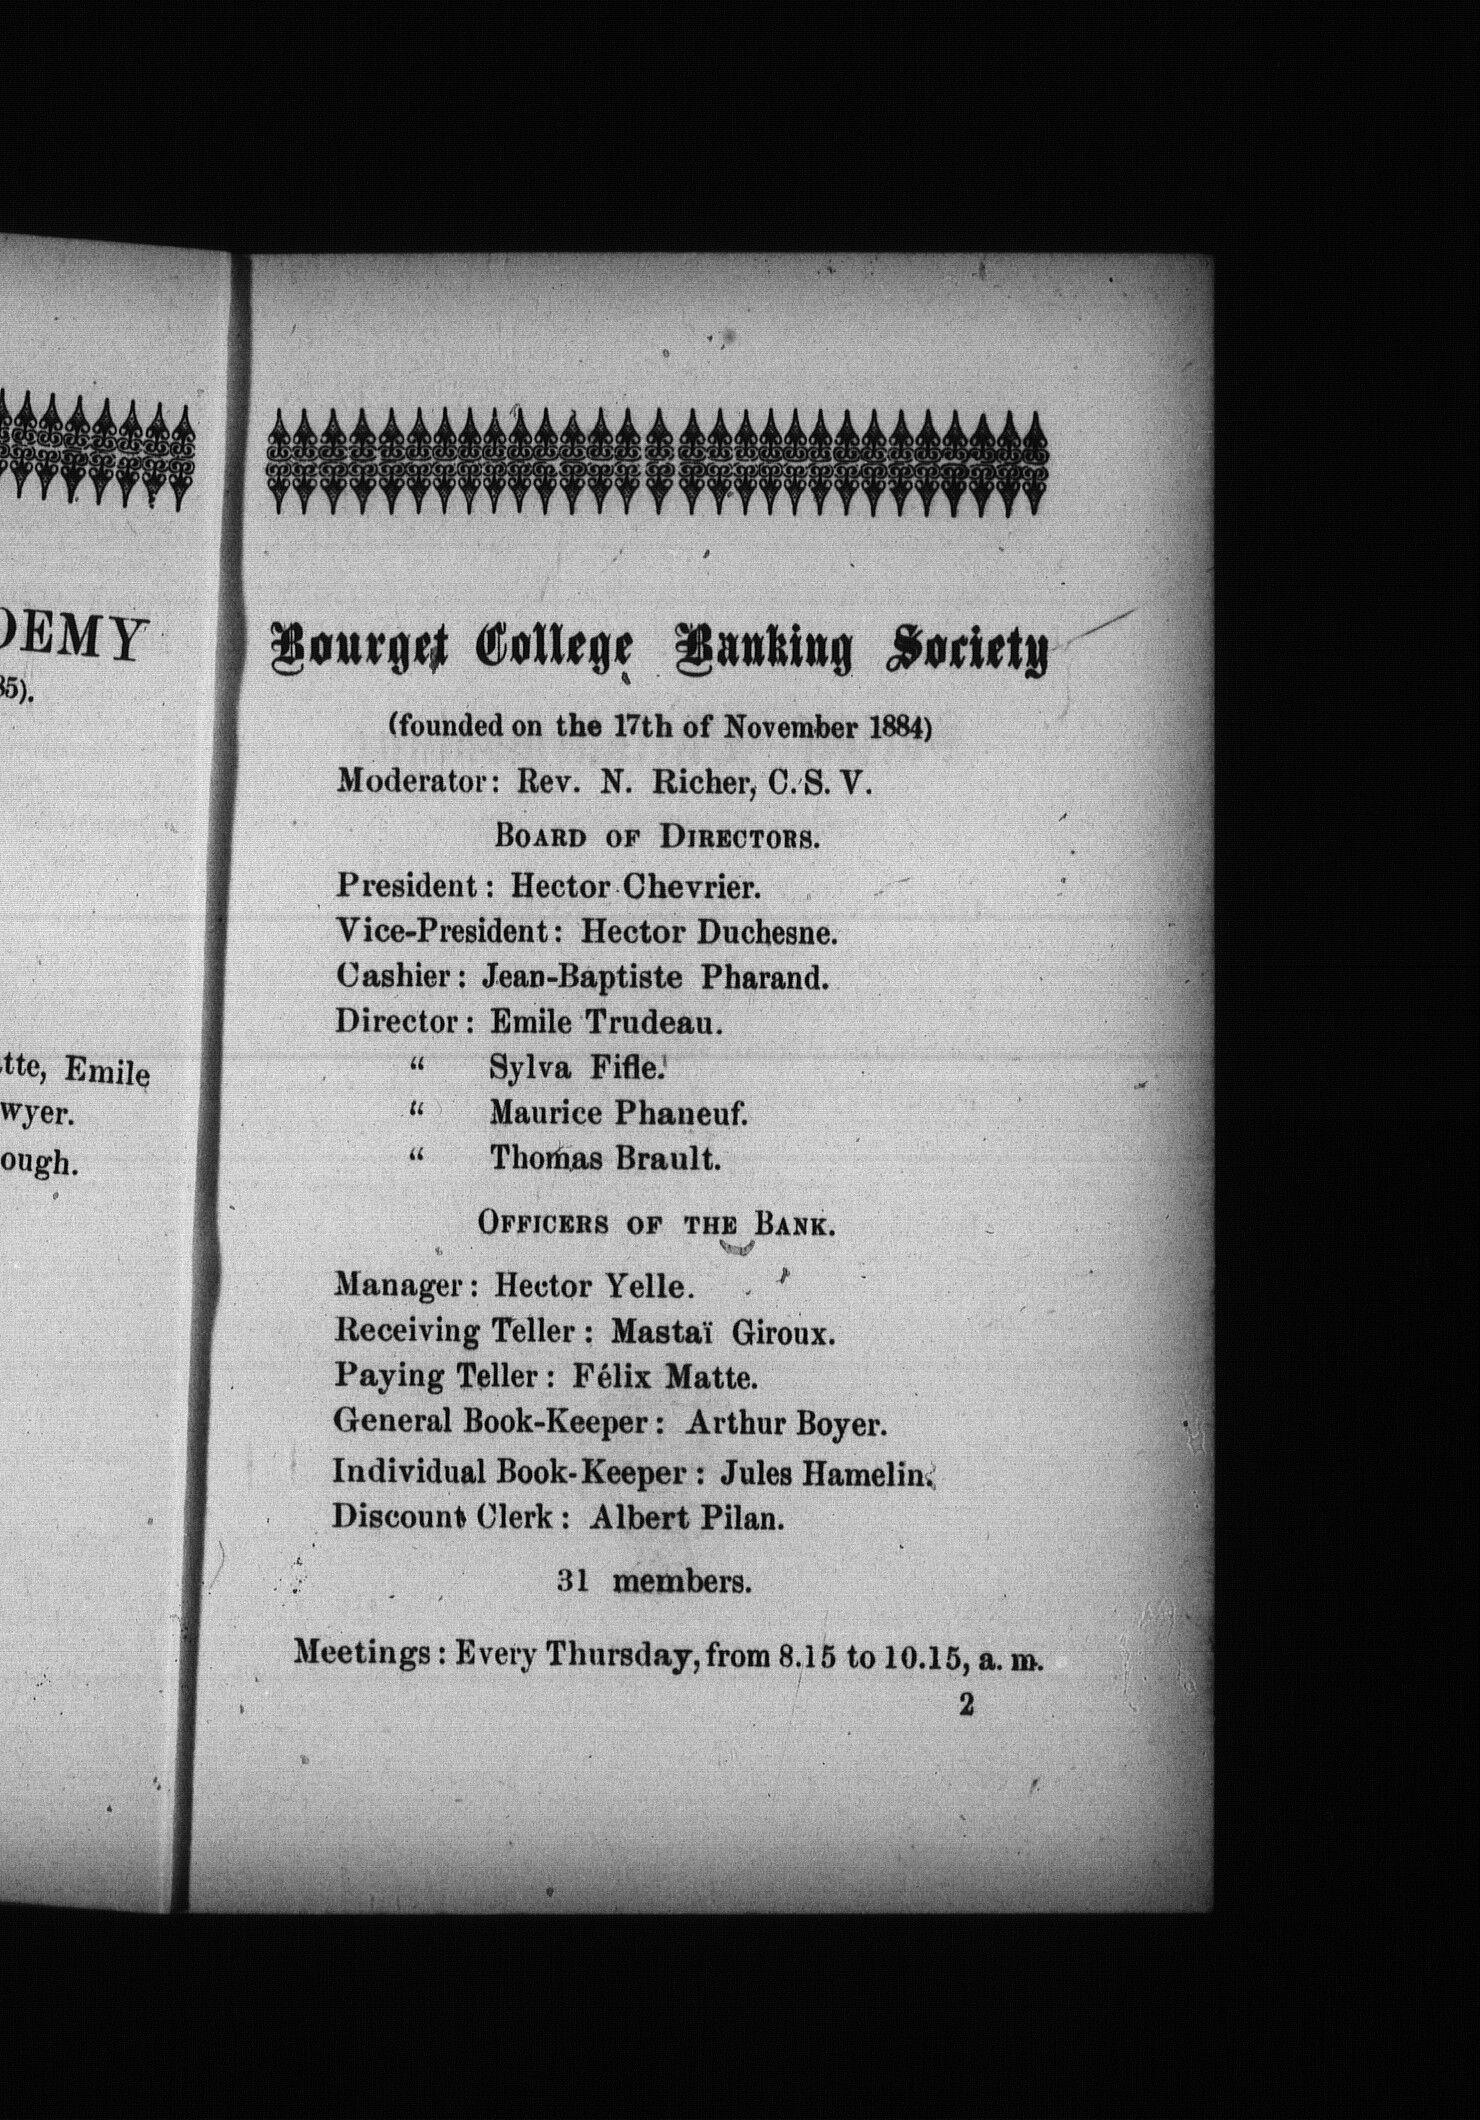 DEMY
85).
tte, Emile
wyer.
ough.
Bourget College Banking Society
(founded on the 17th of November 1884)
Moderator: Rev. N. Richer, C. S. V.
BOARD OF DIRECTORS.
President: Hector Chevrier.
Vice-President: Hector Duchesne.
Cashier: Jean-Baptiste Pharand.
Director: Emile Trudeau.
“ Sylva Fifle.
“ Maurice Phaneuf.
“ Thomas Brault.
OFFICERS OF THE BANK.
Manager: Hector Yelle.
Receiving Teller: Mastaï Giroux.
Paying Teller: Félix Matte.
General Book-Keeper: Arthur Boyer.
Individual Book-Keeper: Jules Hamelin.
Discount Clerk: Albert Pilan.
31 members.
Meetings: Every Thursday, from 8.15 to 10.15, a. m.
2